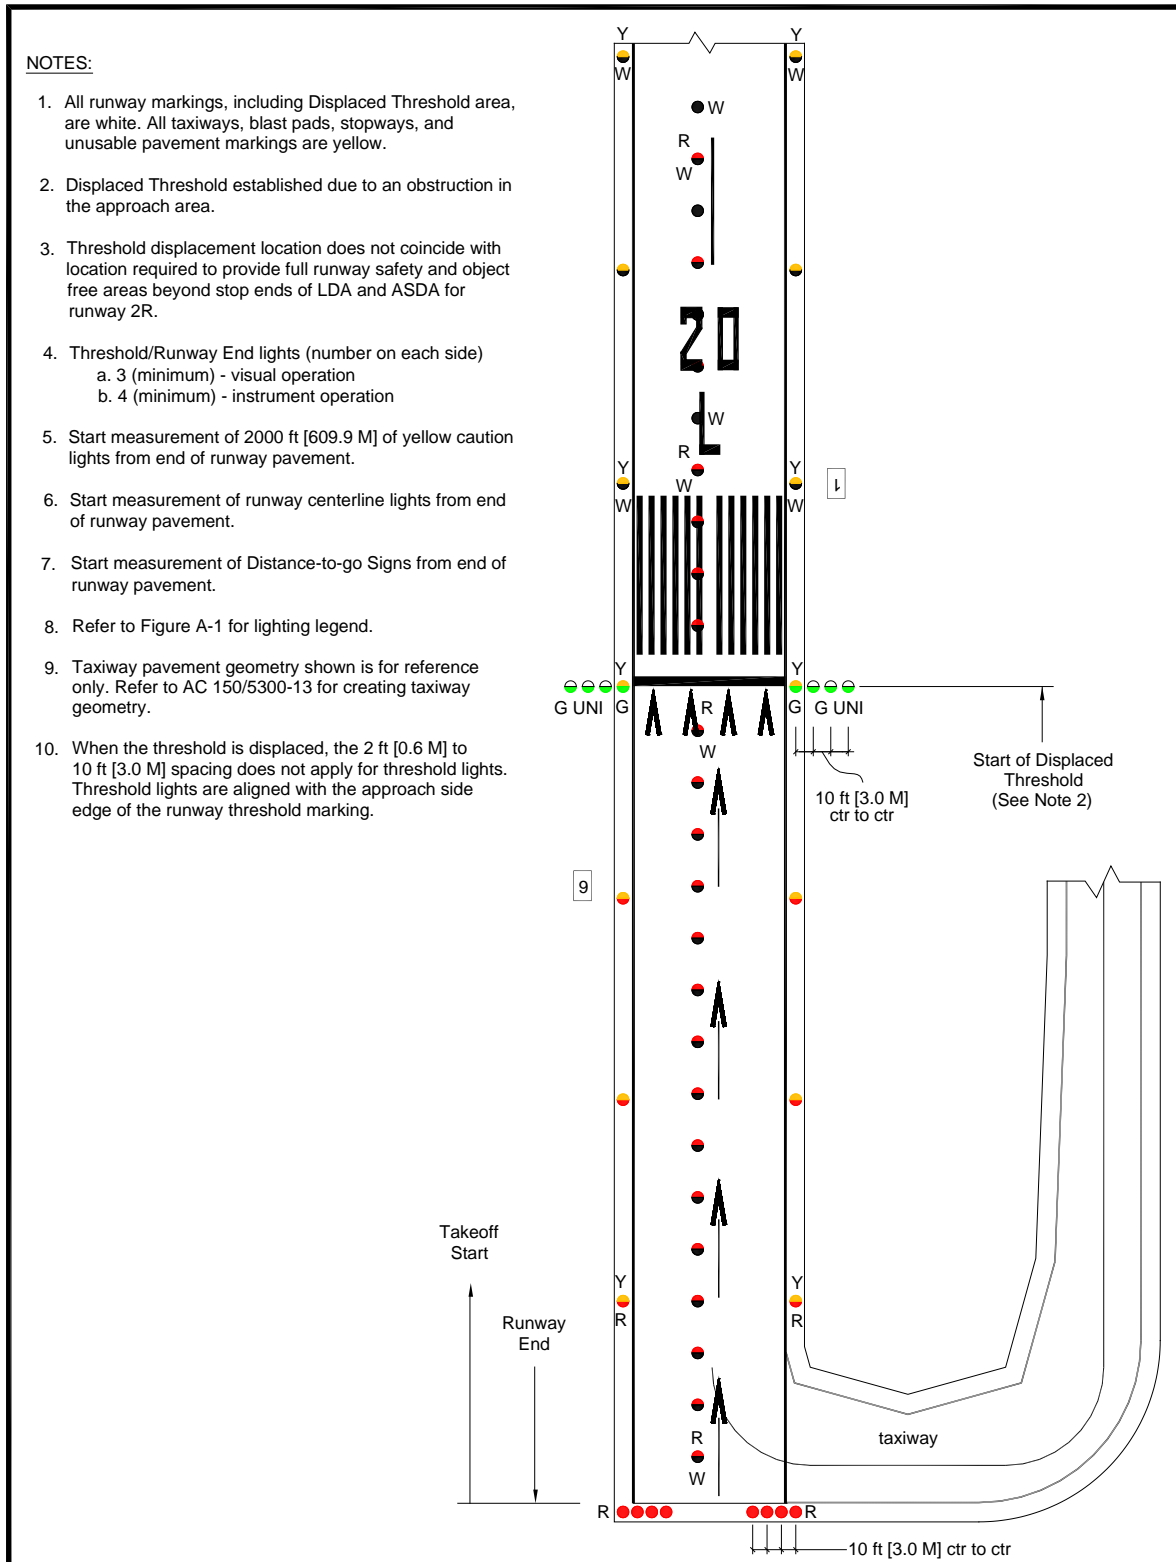 NOTES:
1. All runway markings, including Displaced Threshold area,
are white. All taxiways, blast pads, stopways, and
unusable pavement markings are yellow.
2. Displaced Threshold established due to an obstruction in
the approach area.
3. Threshold displacement location does not coincide with
location required to provide full runway safety and object
free areas beyond stop ends of LDA and ASDA for
runway 2R.
4. Threshold/Runway End lights (number on each side)
a. 3 (minimum) - visual operation
b. 4 (minimum) - instrument operation
5. Start measurement of 2000 ft [609.9 M] of yellow caution
lights from end of runway pavement.
6. Start measurement of runway centerline lights from end
of runway pavement.
7. Start measurement of Distance-to-go Signs from end of
runway pavement.
8. Refer to Figure A-1 for lighting legend.
9. Taxiway pavement geometry shown is for reference
only. Refer to AC 150/5300-13 for creating taxiway
geometry.
10. When the threshold is displaced, the 2 ft [0.6 M] to
10 ft [3.0 M] spacing does not apply for threshold lights.
Threshold lights are aligned with the approach side
edge of the runway threshold marking.
Y Y
W W
W
R
W
20
L W
R
Y Y
W
W W
1
Y Y
G UNI G R G G UNI
W
Start of Displaced
Threshold
(See Note 2)
10 ft [3.0 M]
ctr to ctr
9
Takeoff
Start
Y Y
R R
Runway
End
taxiway
R
W
R R
10 ft [3.0 M] ctr to ctr